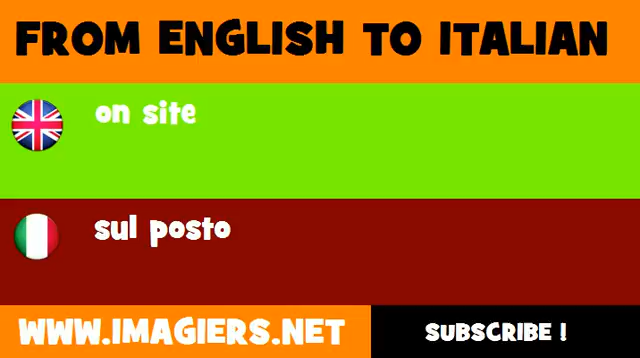 FROM ENGLISH TO ITALIAN
on site
sul posto
WWW.IMAGIERS.NET
SUBSCRIBE !